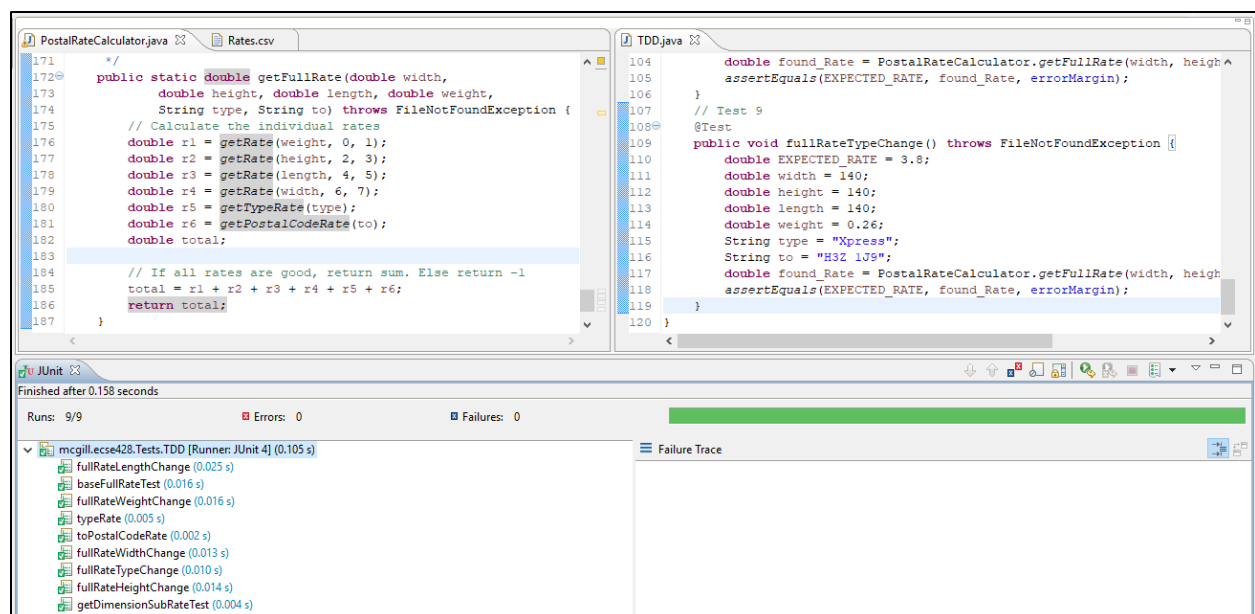 PostalRateCalculator.java
Rates.csv
171 */
172 public static double getFullRate(double width,
173 double height, double length, double weight,
174 String type, String to) throws FileNotFoundException {
175 // Calculate the individual rates
176 double r1 = getRate(weight, 0, 1);
177 double r2 = getRate(height, 2, 3);
178 double r3 = getRate(length, 4, 5);
179 double r4 = getRate(width, 6, 7);
180 double r5 = getTypeRate(type);
181 double r6 = getPostalCodeRate(to);
182 double total;
183
184 // If all rates are good, return sum. Else return -1
185 total = r1 + r2 + r3 + r4 + r5 + r6;
186 return total;
187 }
TDD.java
104 double found_Rate = PostalRateCalculator.getFullRate(width, heigh
105 assertEquals(EXPECTED_RATE, found_Rate, errorMargin);
106 }
107 // Test 9
108 @Test
109 public void fullRateTypeChange() throws FileNotFoundException {
110 double EXPECTED_RATE = 3.8;
111 double width = 140;
112 double height = 140;
113 double length = 140;
114 double weight = 0.26;
115 String type = "Xpress";
116 String to = "H3Z 1J9";
117 double found_Rate = PostalRateCalculator.getFullRate(width, heigh
118 assertEquals(EXPECTED_RATE, found_Rate, errorMargin);
119 }
120 }
JUnit
Finished after 0.158 seconds
Runs: 9/9 Errors: 0 Failures: 0
mcgill.ecse428.Tests.TDD [Runner: JUnit 4] (0.105 s)
fullRateLengthChange (0.025 s)
baseFullRateTest (0.016 s)
fullRateWeightChange (0.016 s)
typeRate (0.005 s)
toPostalCodeRate (0.002 s)
fullRateWidthChange (0.013 s)
fullRateTypeChange (0.010 s)
fullRateHeightChange (0.014 s)
getDimensionSubRateTest (0.004 s)
Failure Trace